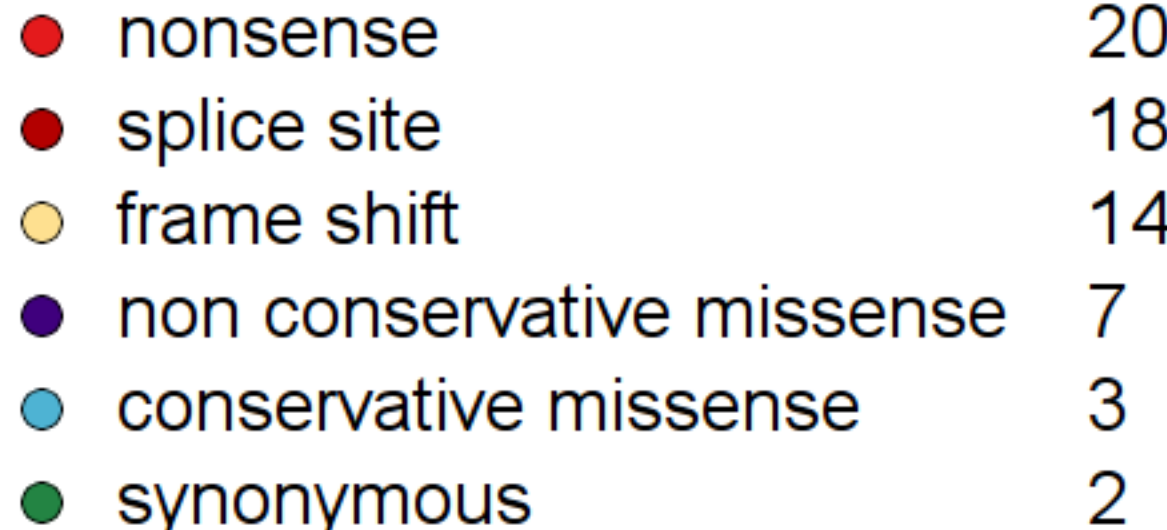 nonsense 20
splice site 18
frame shift 14
non conservative missense 7
conservative missense 3
synonymous 2